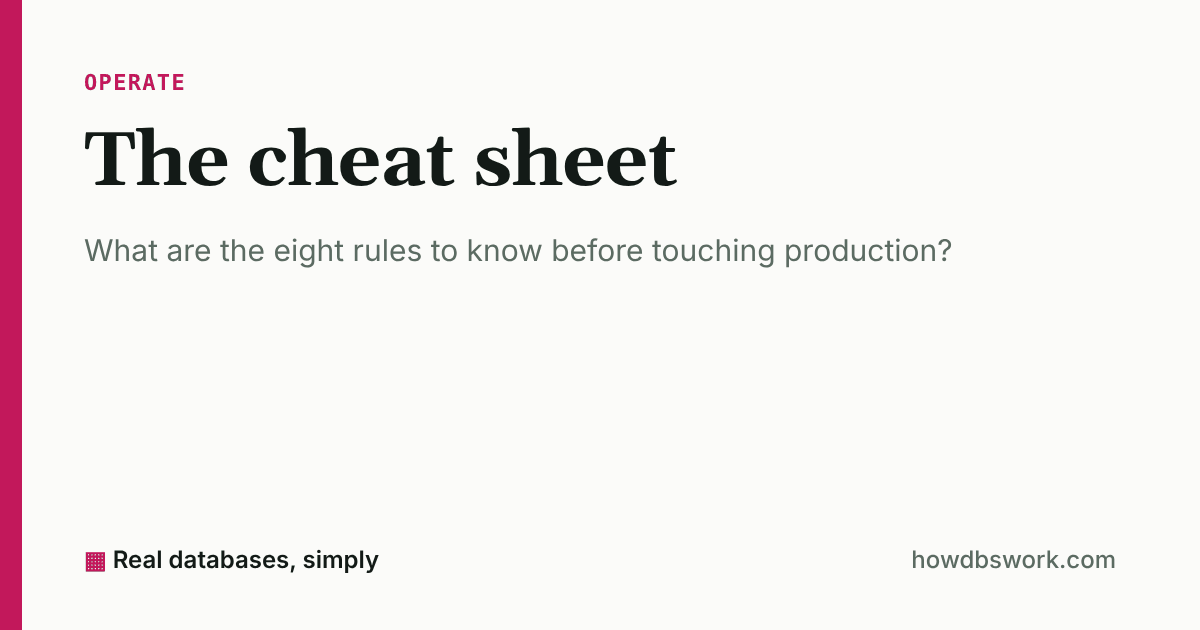 OPERATE
The cheat sheet
What are the eight rules to know before touching production?
Real databases, simply
howdbswork.com